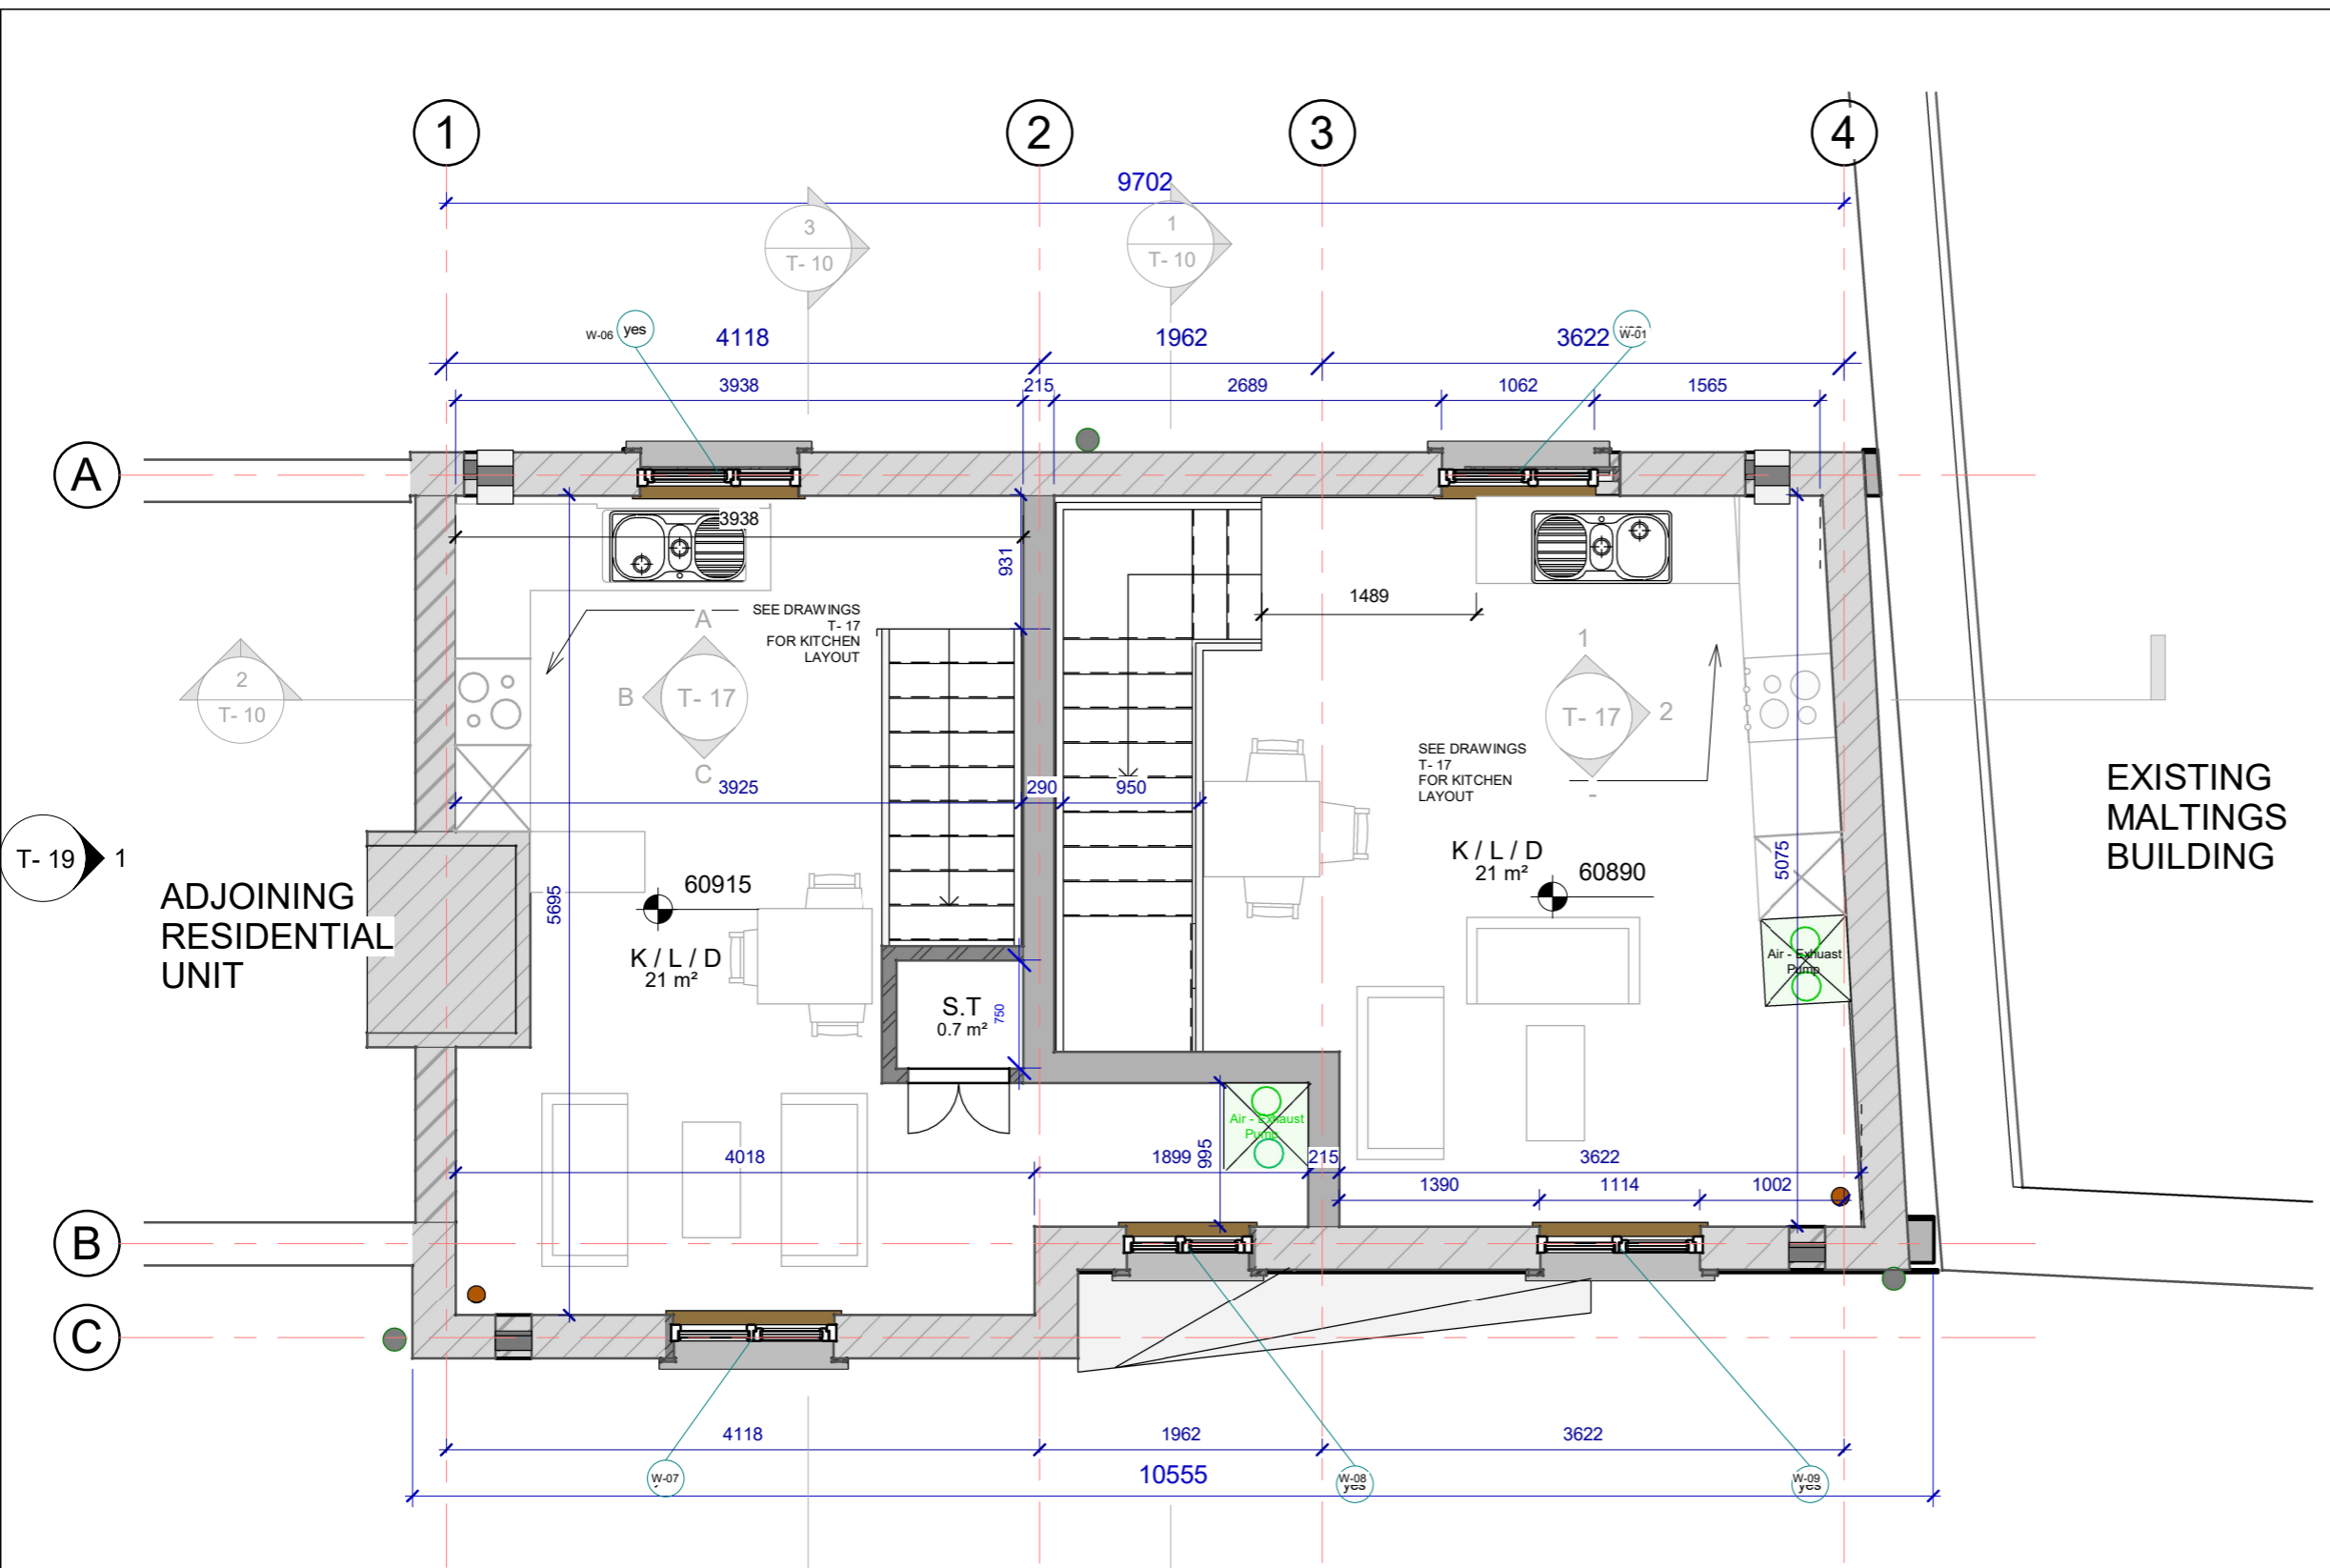 1
2
3
4
9702
3
T- 10
1
T- 10
W-06
yes
4118
1962
3622
W-01
3938
215
2689
1062
1565
A
3938
931
SEE DRAWINGS
T- 17
FOR KITCHEN
LAYOUT
1489
A
B
T- 17
C
1
T- 17
2
-
2
T- 10
SEE DRAWINGS
T- 17
FOR KITCHEN
LAYOUT
3925
290
950
EXISTING
MALTINGS
BUILDING
T- 19
1
ADJOINING
RESIDENTIAL
UNIT
5695
60915
K / L / D
21 m²
K / L / D
21 m²
60890
5075
Air - Exhuast
Pump
S.T
0.7 m²
750
Air - Exhaust
Pump
4018
1899
995
215
3622
1390
1114
1002
B
C
4118
1962
3622
W-07
10555
W-08
yes
W-09
yes